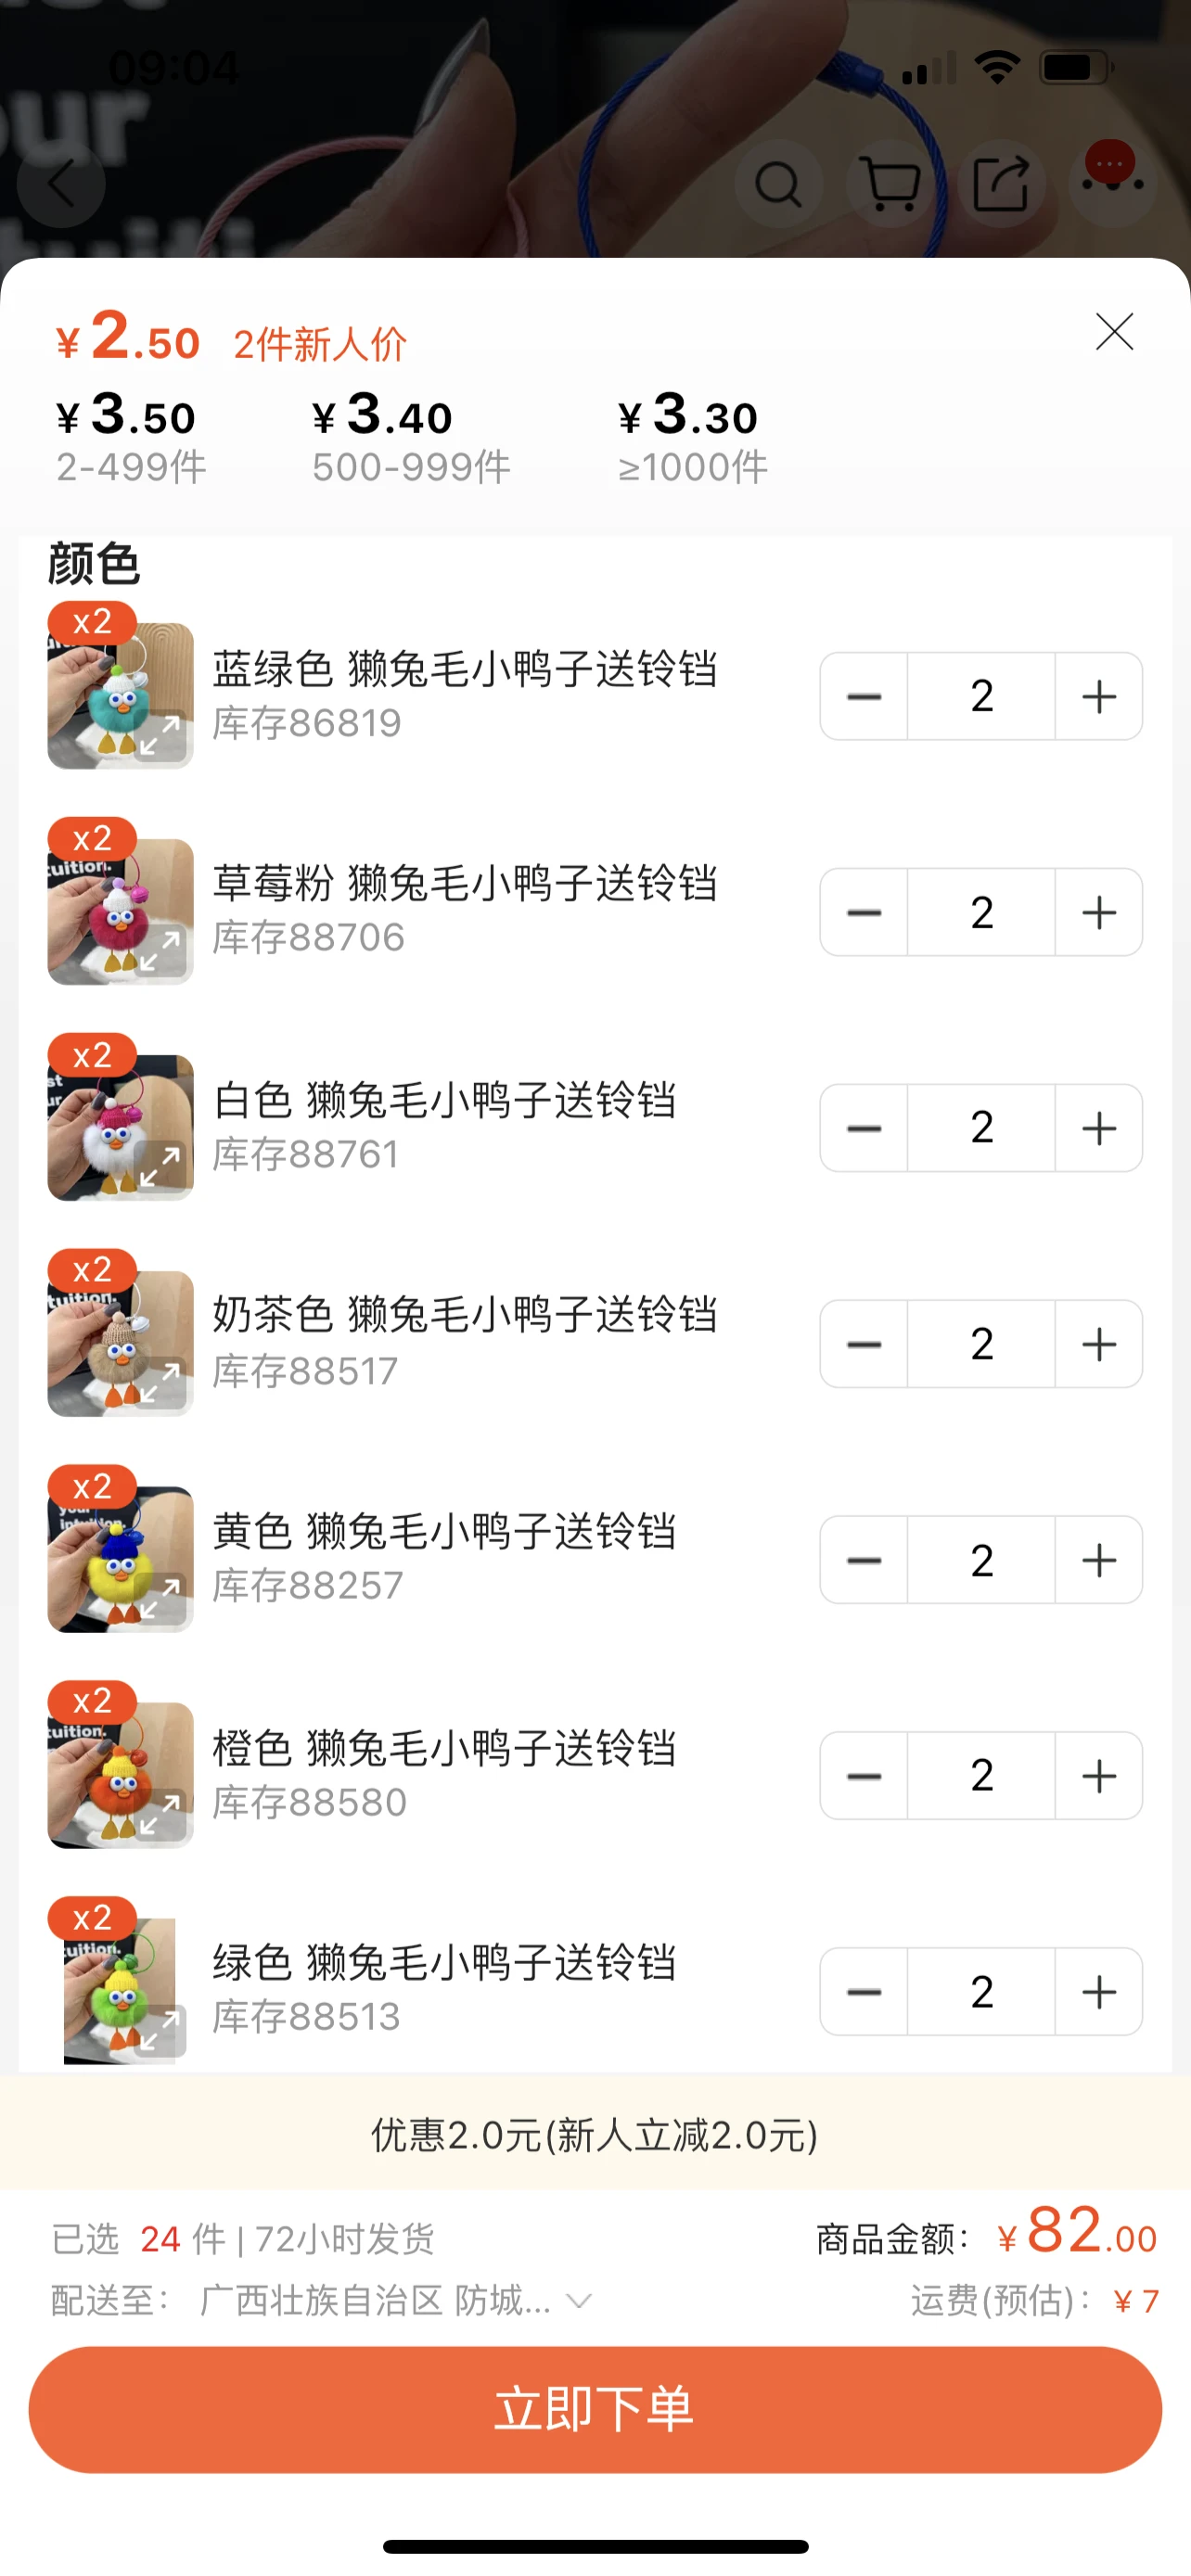 09:04
our
tuition
¥2.50 2件新人价
¥3.50 ¥3.40 ¥3.30
2-499件 500-999件 ≥1000件
颜色
x2
蓝绿色 獭兔毛小鸭子送铃铛
库存86819
2
x2
tuition.
草莓粉 獭兔毛小鸭子送铃铛
库存88706
2
x2
st
ur
白色 獭兔毛小鸭子送铃铛
库存88761
2
x2
tuition.
奶茶色 獭兔毛小鸭子送铃铛
库存88517
2
x2
your
intuition.
黄色 獭兔毛小鸭子送铃铛
库存88257
2
x2
tuition.
橙色 獭兔毛小鸭子送铃铛
库存88580
2
x2
tuition.
绿色 獭兔毛小鸭子送铃铛
库存88513
2
优惠2.0元(新人立减2.0元)
已选 24 件 | 72小时发货 商品金额：¥82.00
配送至： 广西壮族自治区 防城... 运费(预估)：¥7
立即下单